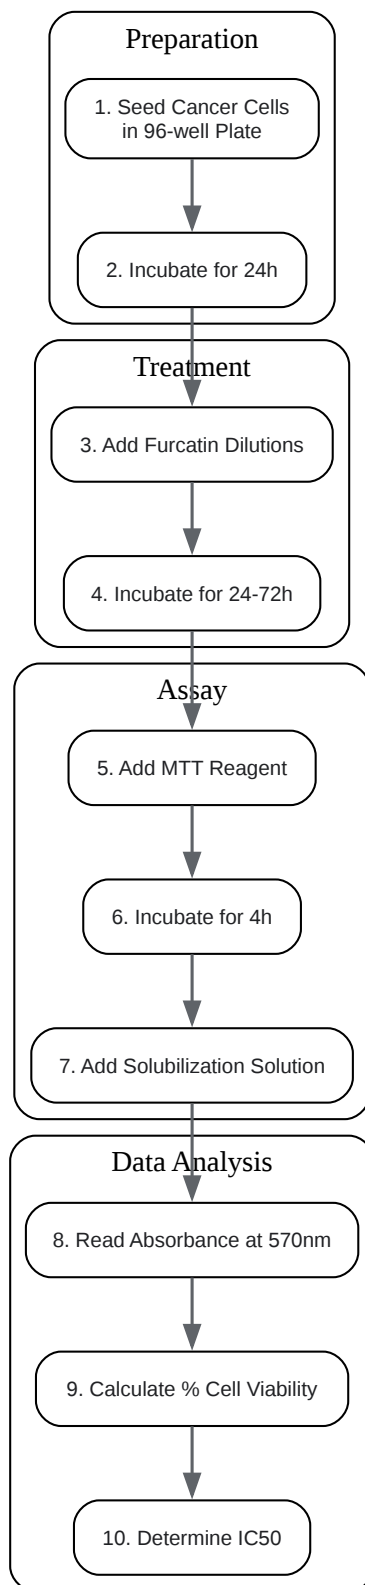 Preparation
1. Seed Cancer Cells
in 96-well Plate
2. Incubate for 24h
Treatment
3. Add Furcatin Dilutions
4. Incubate for 24-72h
Assay
5. Add MTT Reagent
6. Incubate for 4h
7. Add Solubilization Solution
Data Analysis
8. Read Absorbance at 570nm
9. Calculate % Cell Viability
10. Determine IC50